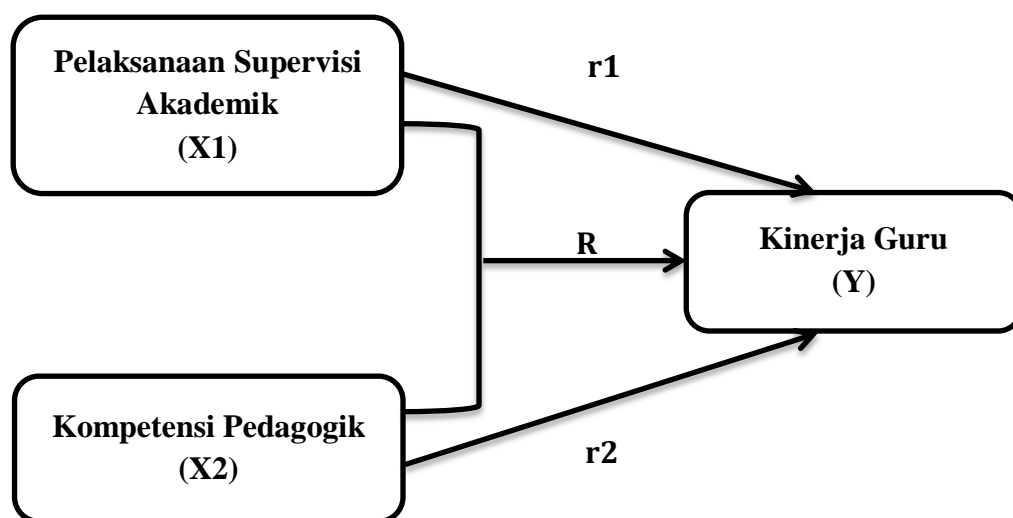 Pelaksanaan Supervisi
Akademik
(X1)
r1
R
Kinerja Guru
(Y)
Kompetensi Pedagogik
(X2)
r2